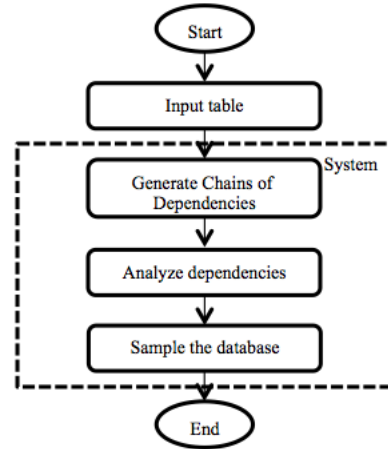 Start
Input table
System
Generate Chains of
Dependencies
Analyze dependencies
Sample the database
End